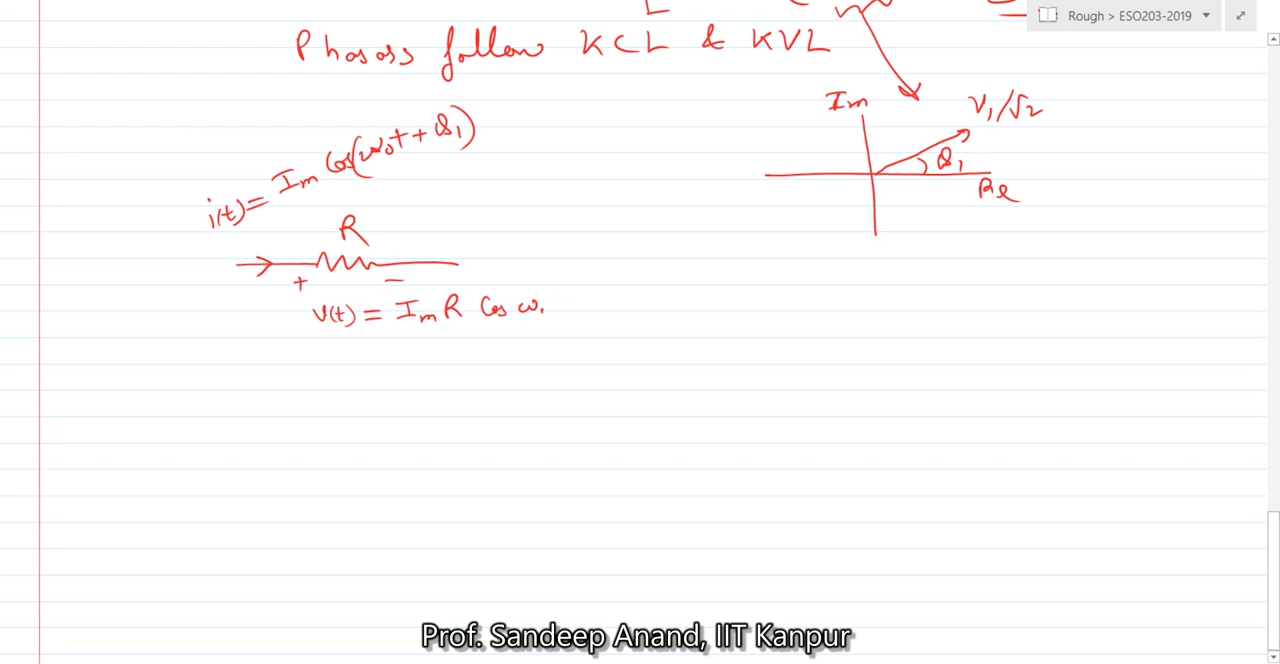 Rough > ESO203-2019
Phasors follow KCL & KVL
Im
V₁/√2
θ₁
Re
i(t) = Im Cos(ω₀t + θ₁)
R
+ −
v(t) = Im R Cos ω
Prof. Sandeep Anand, IIT Kanpur